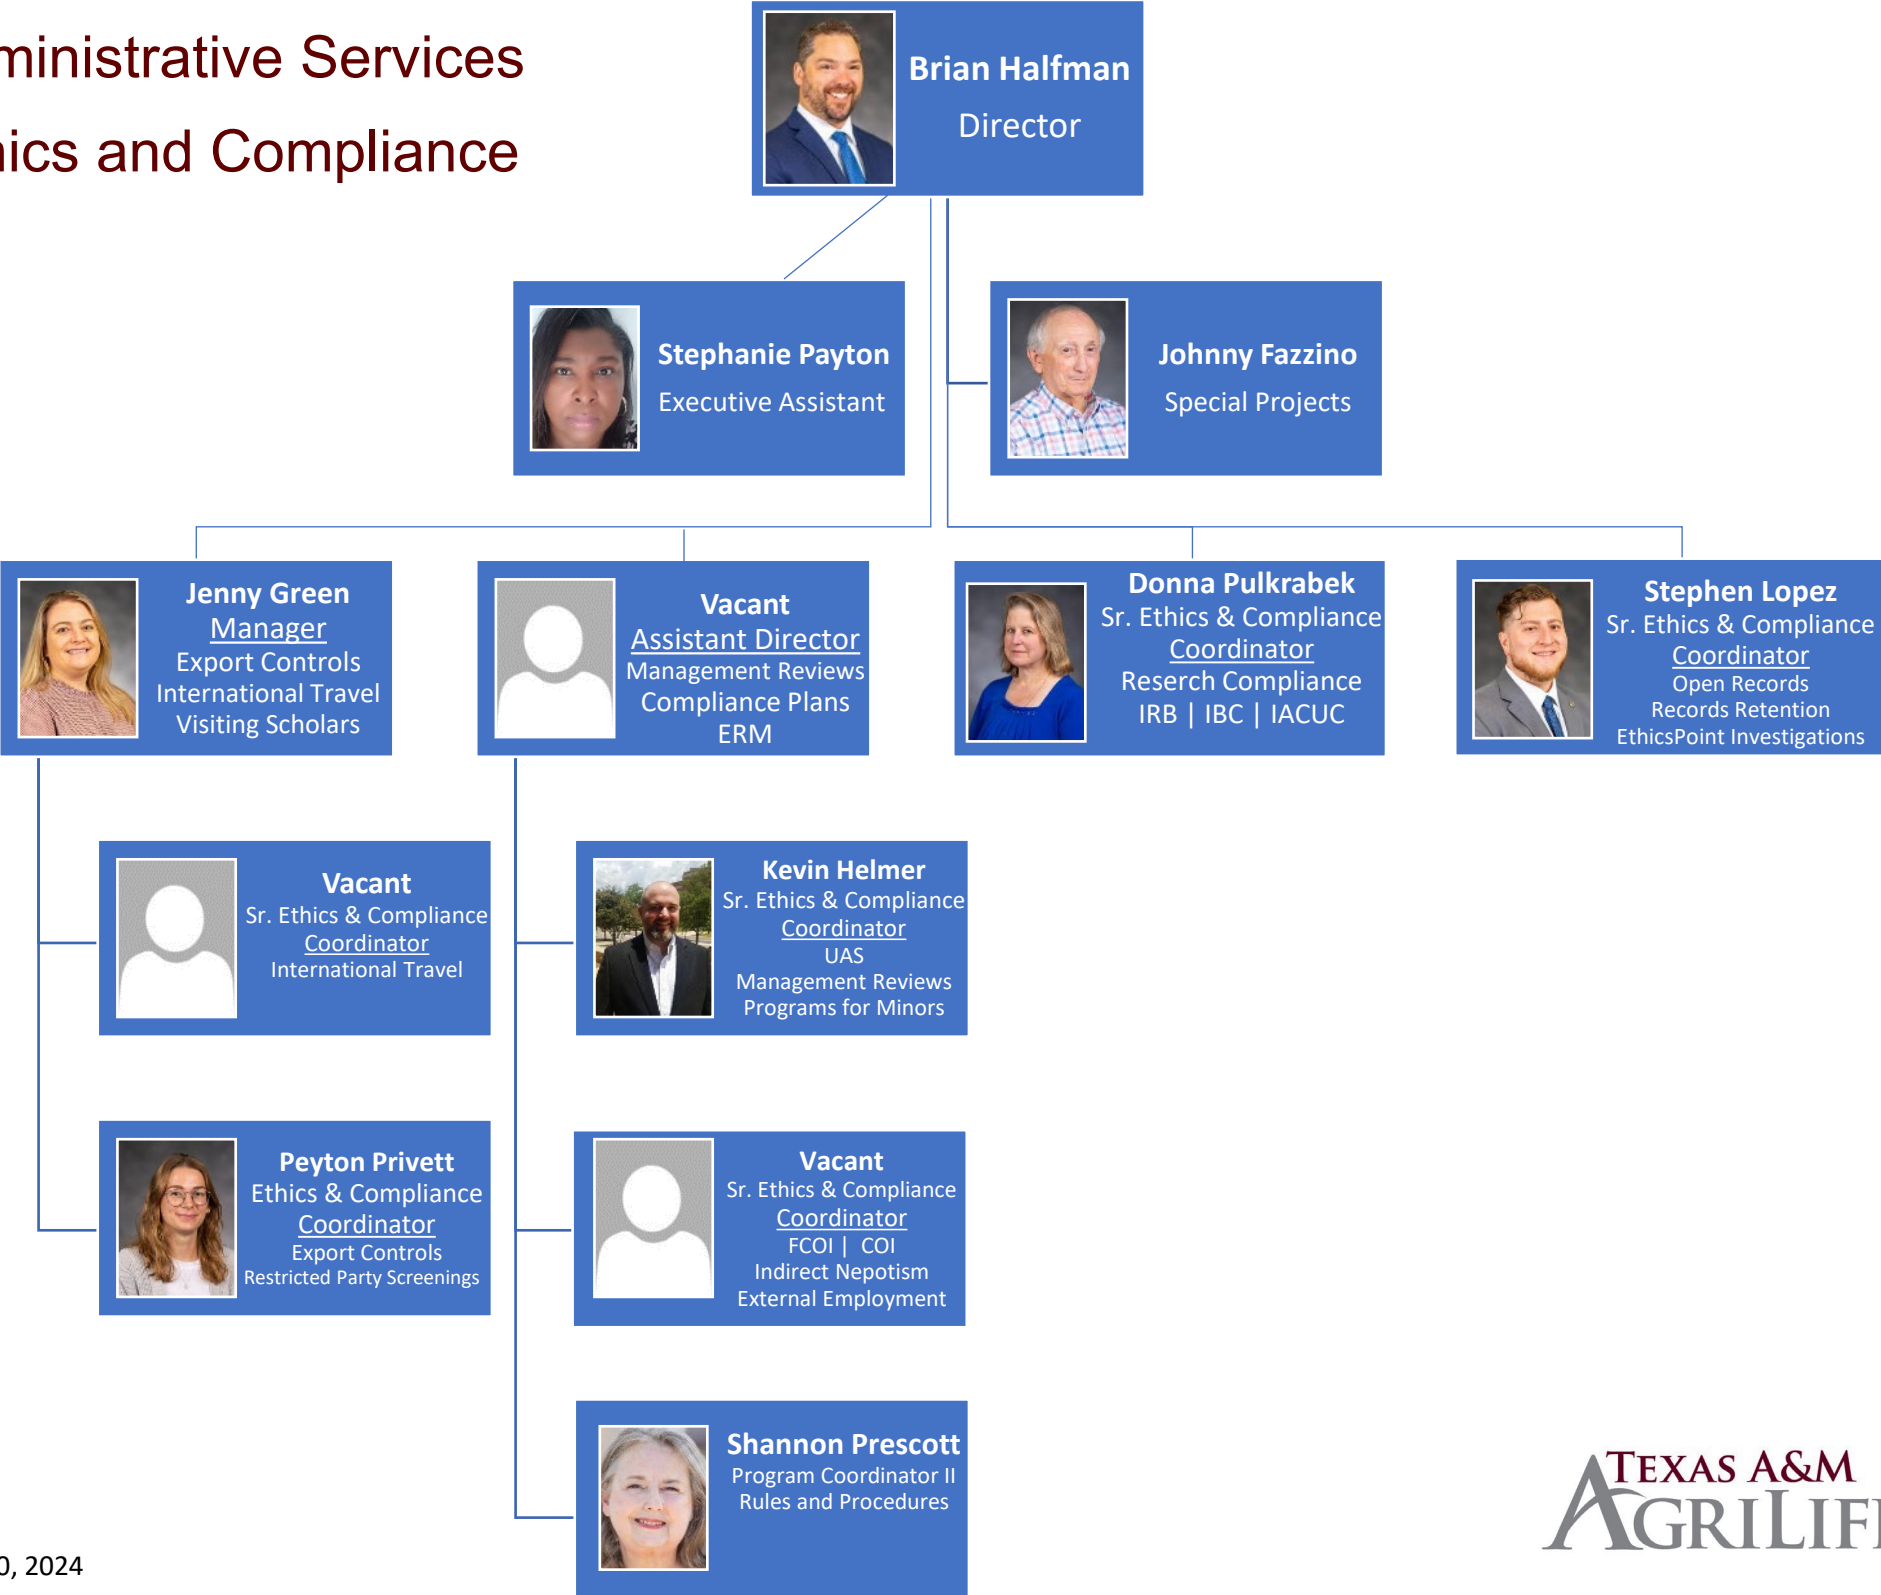 ministrative Services
ics and Compliance
Brian Halfman
Director
Stephanie Payton
Executive Assistant
Johnny Fazzino
Special Projects
Jenny Green
Manager
Export Controls
International Travel
Visiting Scholars
Vacant
Assistant Director
Management Reviews
Compliance Plans
ERM
Donna Pulkrabek
Sr. Ethics & Compliance
Coordinator
Reserch Compliance
IRB | IBC | IACUC
Stephen Lopez
Sr. Ethics & Compliance
Coordinator
Open Records
Records Retention
EthicsPoint Investigations
Vacant
Sr. Ethics & Compliance
Coordinator
International Travel
Kevin Helmer
Sr. Ethics & Compliance
Coordinator
UAS
Management Reviews
Programs for Minors
Peyton Privett
Ethics & Compliance
Coordinator
Export Controls
Restricted Party Screenings
Vacant
Sr. Ethics & Compliance
Coordinator
FCOI | COI
Indirect Nepotism
External Employment
Shannon Prescott
Program Coordinator II
Rules and Procedures
TEXAS A&M
AGRILIF
0, 2024